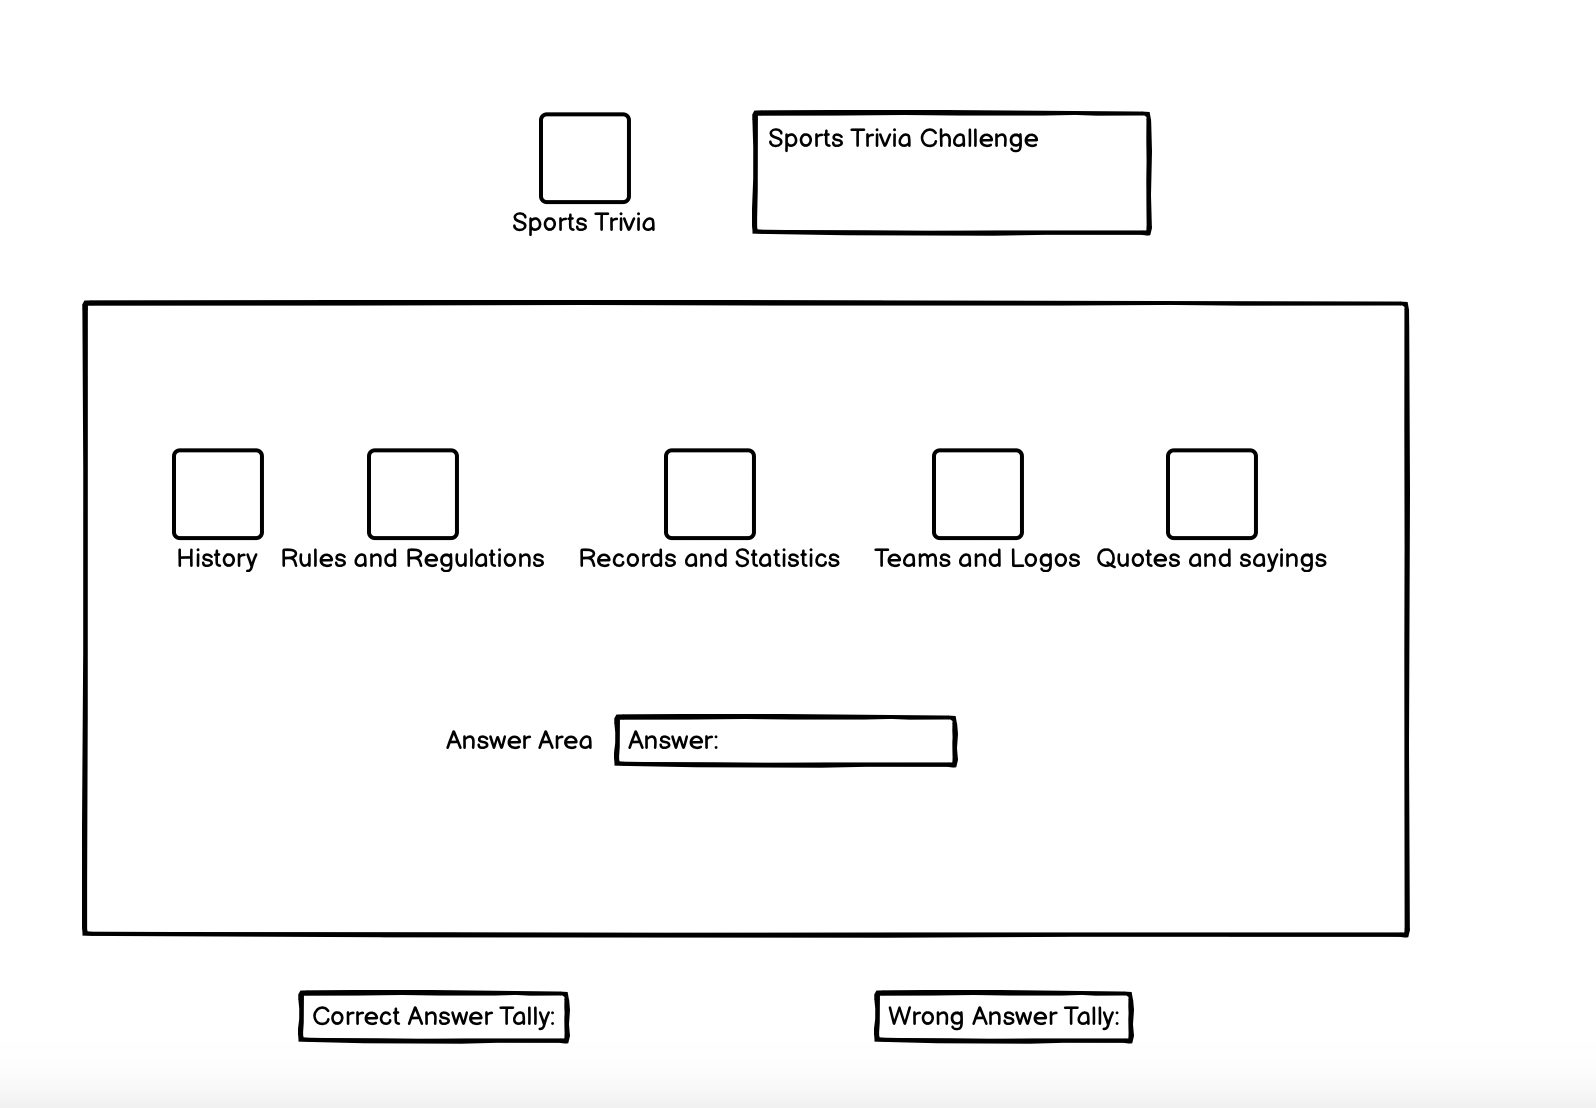 Sports Trivia Challenge
Sports Trivia
History
Rules and Regulations
Records and Statistics
Teams and Logos
Quotes and sayings
Answer Area
Answer:
Correct Answer Tally:
Wrong Answer Tally: